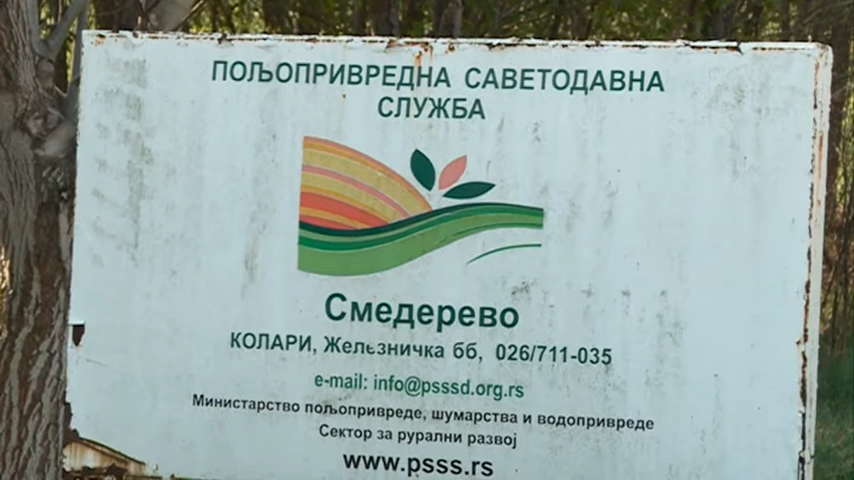 ПОЉОПРИВРЕДНА САВЕТОДАВНА
СЛУЖБА
Смедерево
КОЛАРИ, Железничка бб, 026/711-035
e-mail: info@psssd.org.rs
Министарство пољопривреде, шумарства и водопривреде
Сектор за рурални развој
www.psss.rs